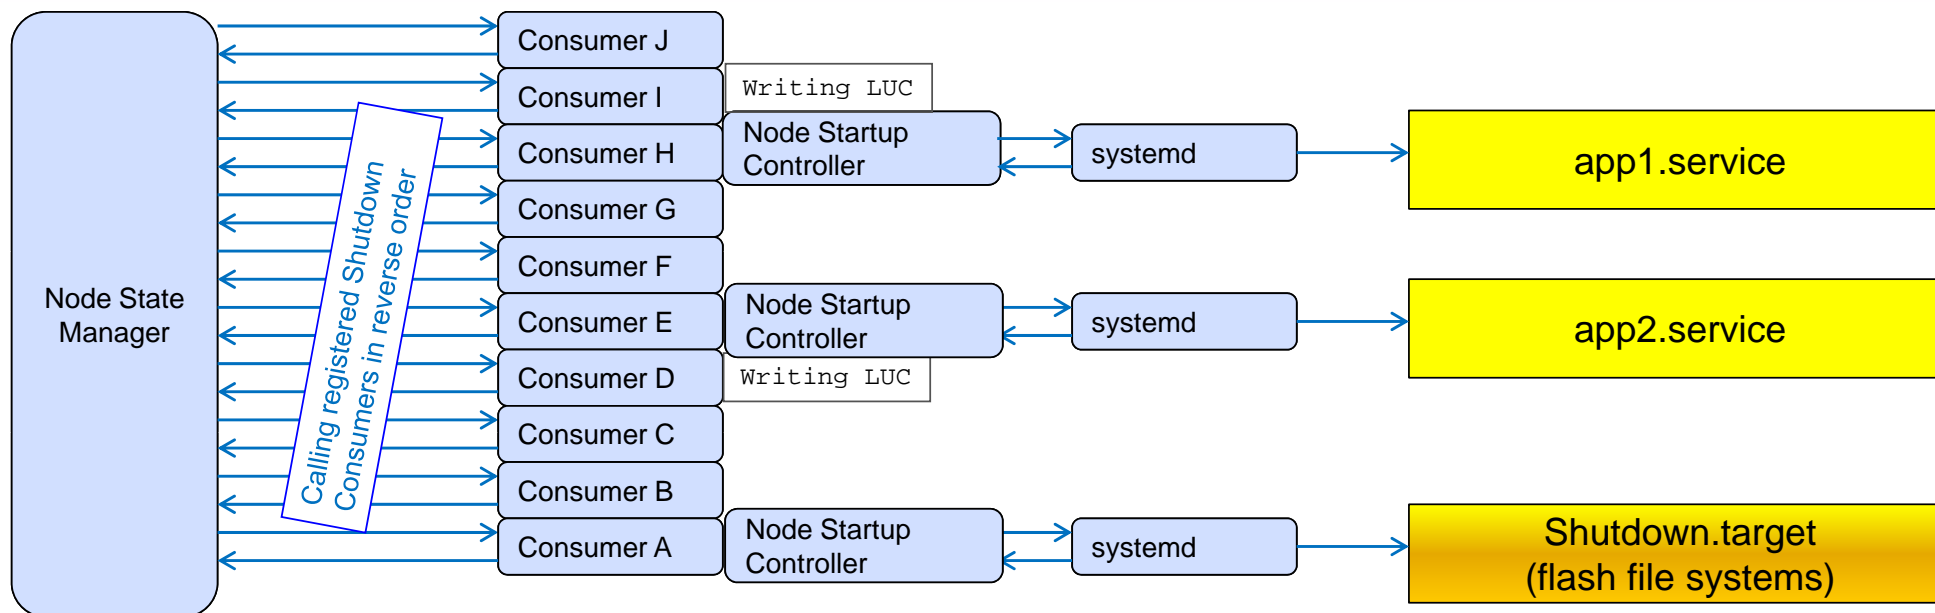 Node State
Manager
Calling registered Shutdown
Consumers in reverse order
Consumer J
Consumer I
Writing LUC
Consumer H
Node Startup
Controller
systemd
app1.service
Consumer G
Consumer F
Consumer E
Node Startup
Controller
systemd
app2.service
Consumer D
Writing LUC
Consumer C
Consumer B
Consumer A
Node Startup
Controller
systemd
Shutdown.target
(flash file systems)